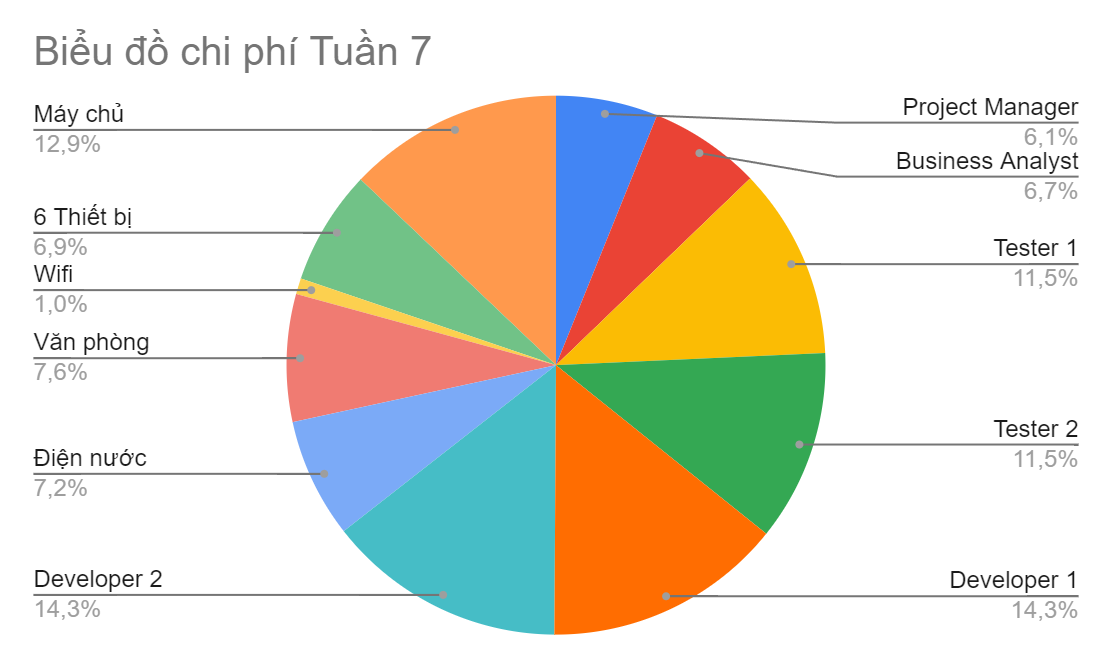 Biểu đồ chi phí Tuần 7
Máy chủ
12,9%
6 Thiết bị
6,9%
Wifi
1,0%
Văn phòng
7,6%
Điện nước
7,2%
Developer 2
14,3%
Project Manager
6,1%
Business Analyst
6,7%
Tester 1
11,5%
Tester 2
11,5%
Developer 1
14,3%